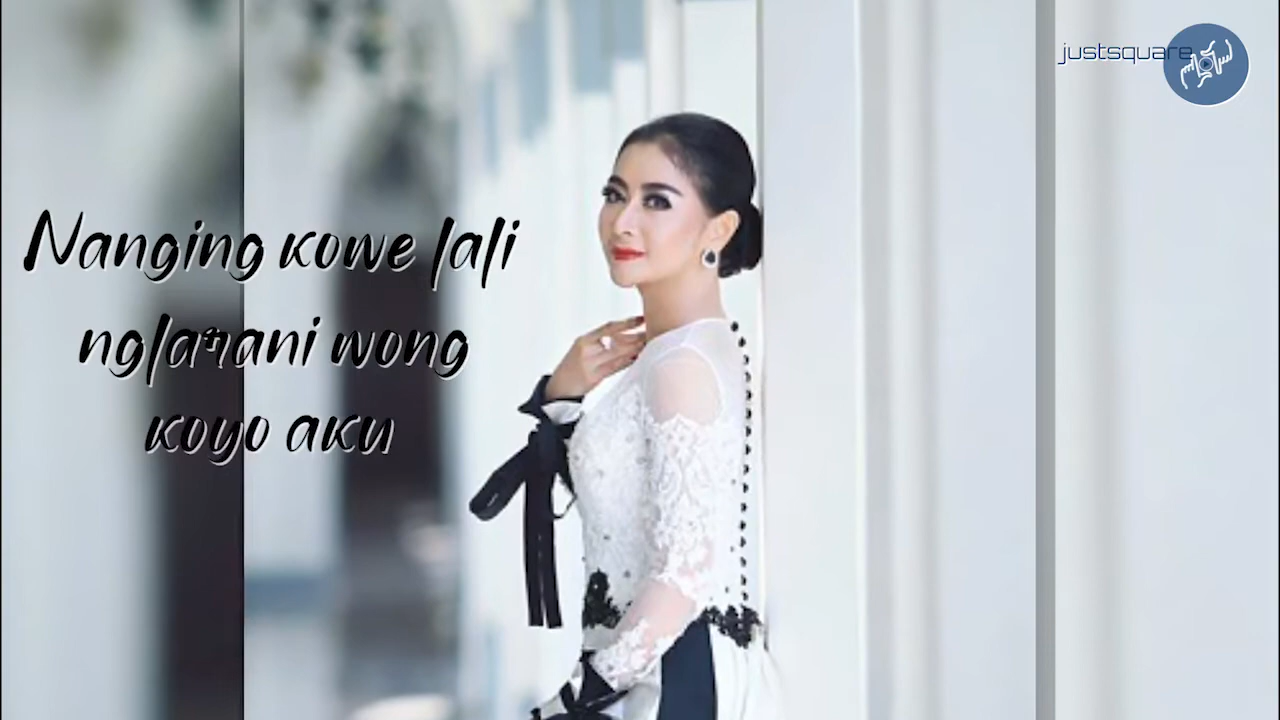 justsquare
Nanging kowe lali
nglarani wong
koyo aku